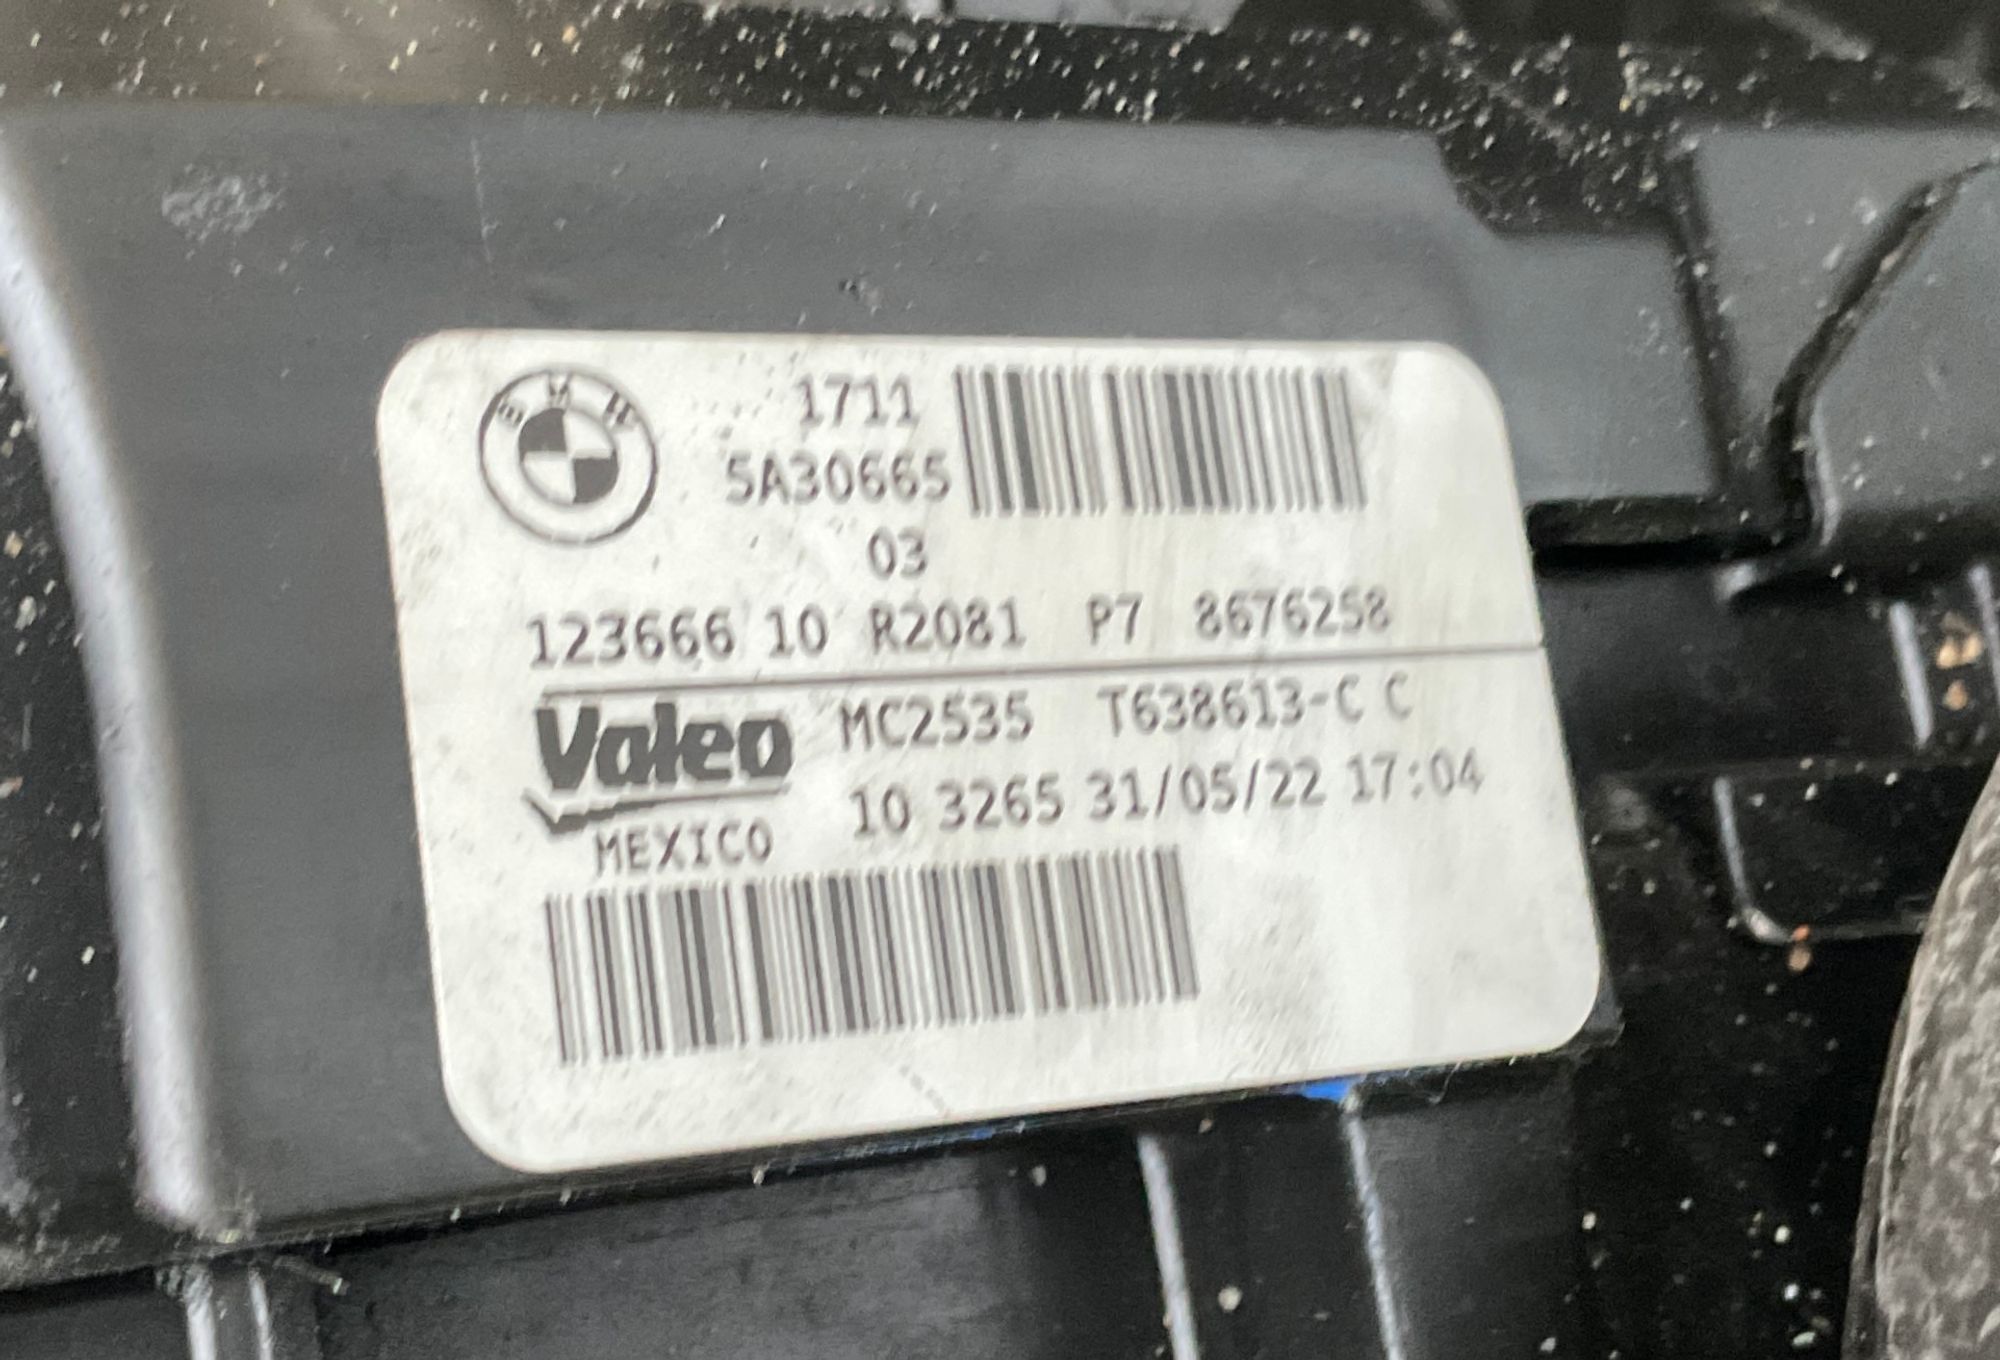 BMW
1711
5A30665
03
123666 10 R2081 P7 8676258
Valeo MC2535 T638613-C C
10 3265 31/05/22 17:04
MEXICO